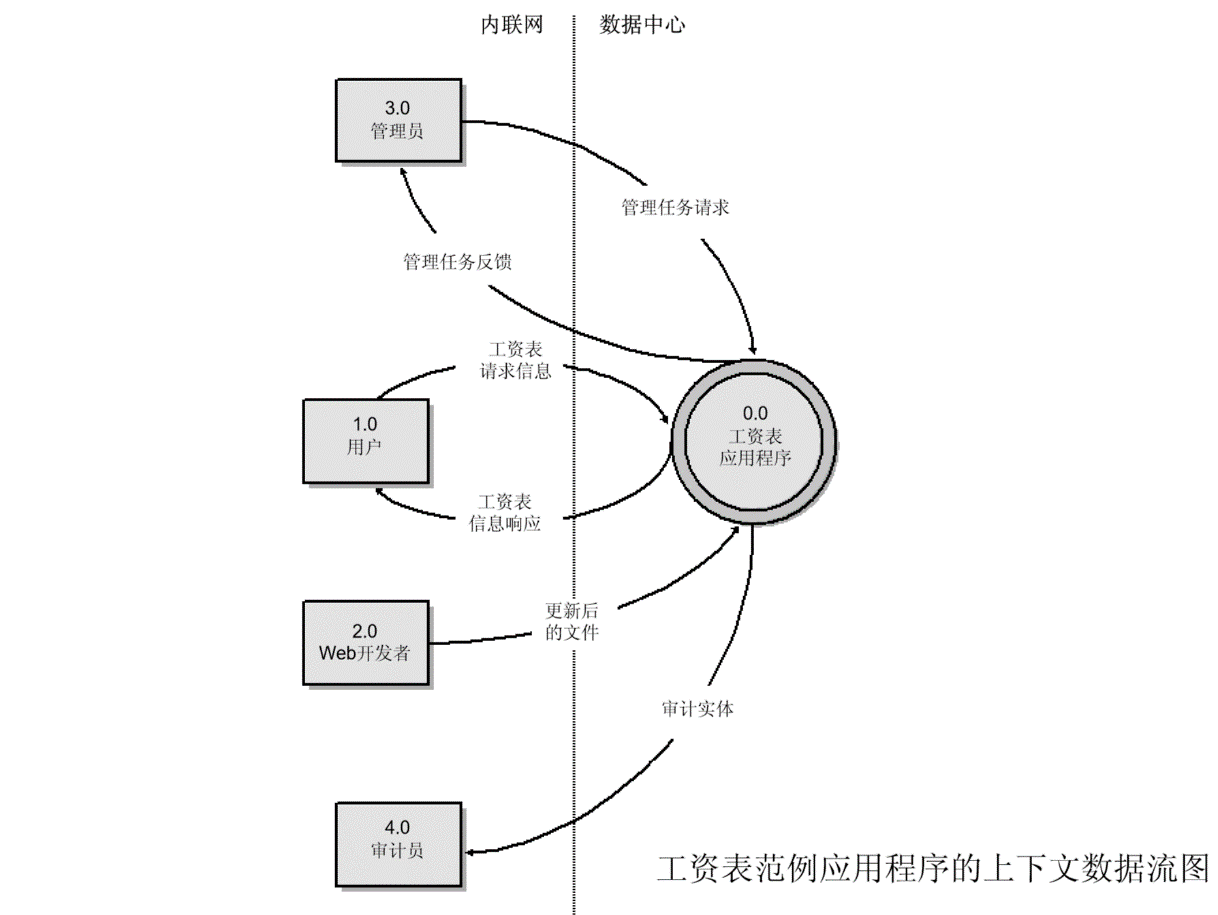 内联网
数据中心
3.0
管理员
管理任务请求
管理任务反馈
工资表
请求信息
1.0
用户
0.0
工资表
应用程序
工资表
信息响应
2.0
Web开发者
更新后
的文件
审计实体
4.0
审计员
工资表范例应用程序的上下文数据流图